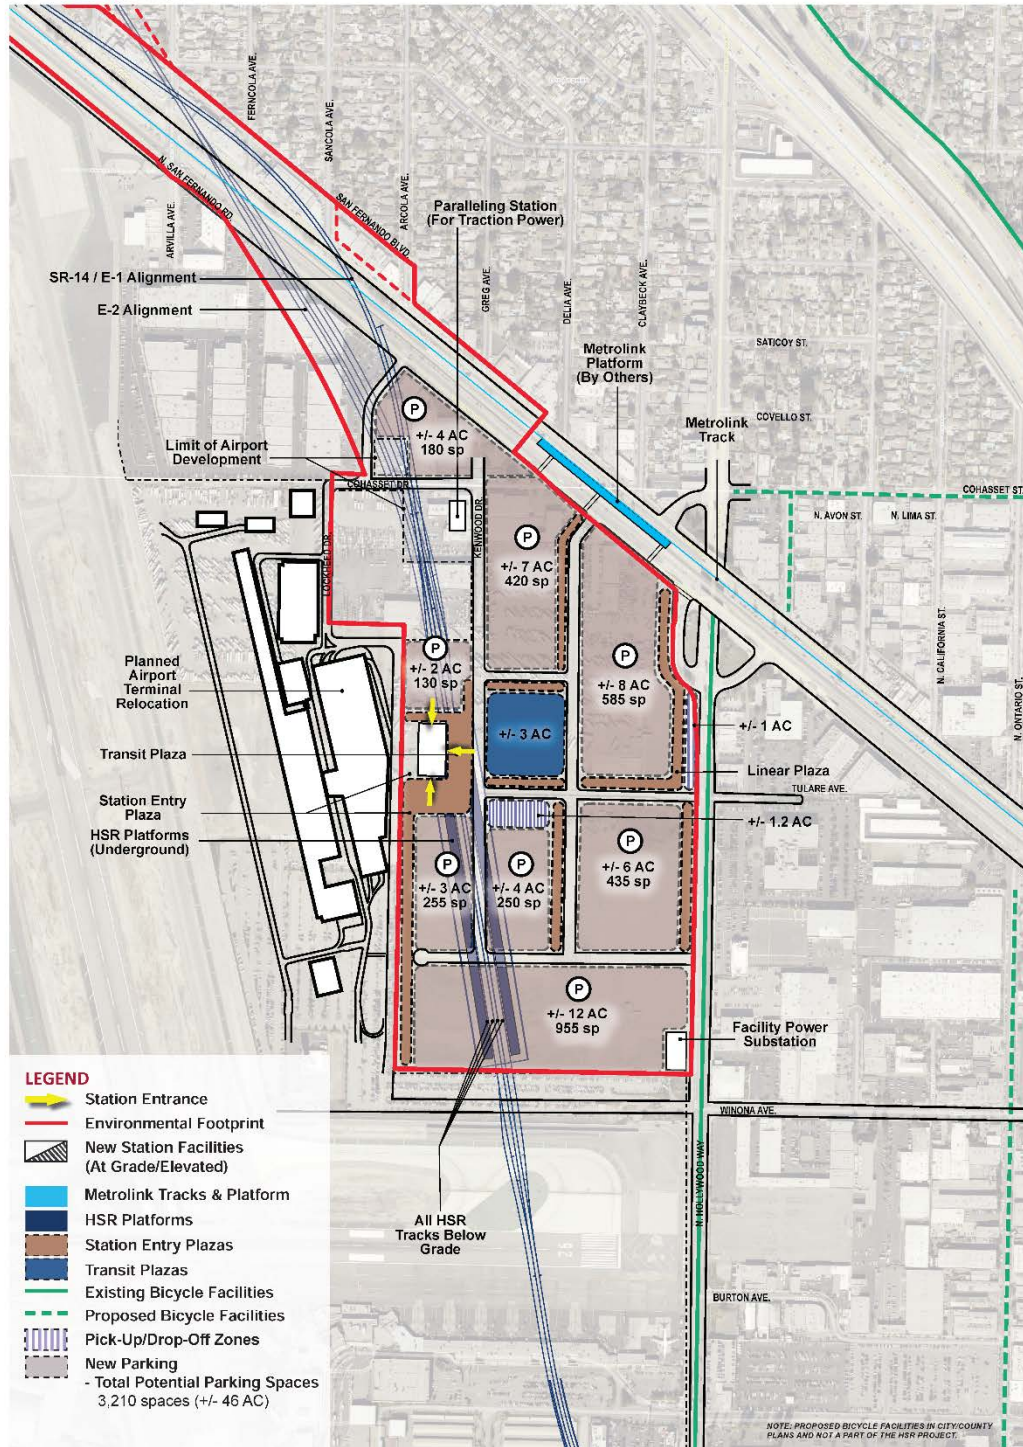 FERNCOLA AVE.
SANCOLA AVE.
ARCOLA AVE.
N. SAN FERNANDO RD.
SAN FERNANDO BLVD.
ARVILLA AVE.
Paralleling Station
(For Traction Power)
SR-14 / E-1 Alignment
E-2 Alignment
GREG AVE.
DELIA AVE.
CLAYBECK AVE.
SATICOY ST.
Metrolink
Platform
(By Others)
COVELLO ST.
Metrolink
Track
P
+/- 4 AC
180 sp
Limit of Airport
Development
COHASSET DR.
COHASSET ST.
N. AVON ST.
N. LIMA ST.
KENWOOD DR.
LOCKHEED DR.
P
+/- 7 AC
420 sp
N. CALIFORNIA ST.
N. ONTARIO ST.
P
+/- 2 AC
130 sp
P
+/- 8 AC
585 sp
Planned
Airport
Terminal
Relocation
+/- 1 AC
+/- 3 AC
Transit Plaza
Linear Plaza
TULARE AVE.
Station Entry
Plaza
+/- 1.2 AC
HSR Platforms
(Underground)
P
+/- 3 AC
255 sp
P
+/- 4 AC
250 sp
P
+/- 6 AC
435 sp
P
+/- 12 AC
955 sp
Facility Power
Substation
WINONA AVE.
N. HOLLYWOOD WAY
All HSR
Tracks Below
Grade
BURTON AVE.
LEGEND
Station Entrance
Environmental Footprint
New Station Facilities
(At Grade/Elevated)
Metrolink Tracks & Platform
HSR Platforms
Station Entry Plazas
Transit Plazas
Existing Bicycle Facilities
Proposed Bicycle Facilities
Pick-Up/Drop-Off Zones
New Parking
- Total Potential Parking Spaces
3,210 spaces (+/- 46 AC)
NOTE: PROPOSED BICYCLE FACILITIES IN CITY/COUNTY
PLANS AND NOT A PART OF THE HSR PROJECT.